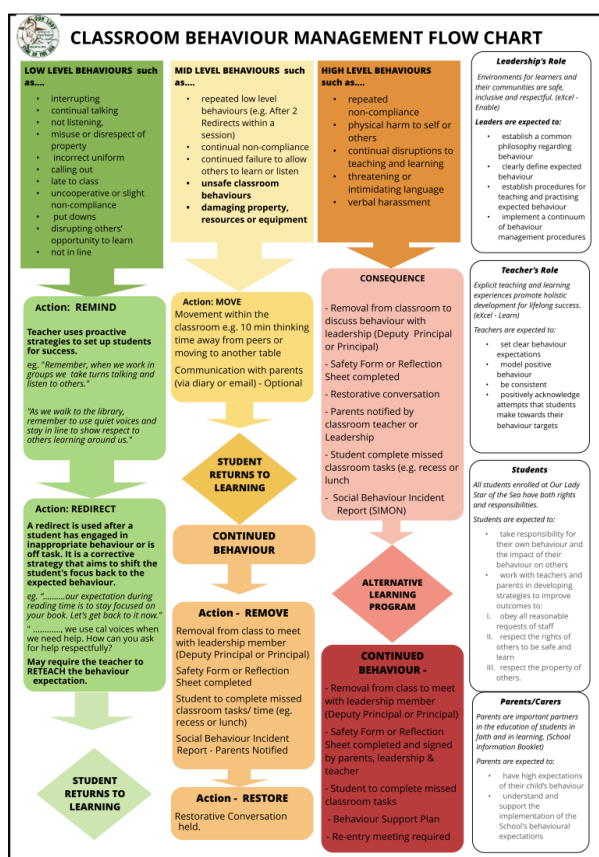 CLASSROOM BEHAVIOUR MANAGEMENT FLOW CHART
LOW LEVEL BEHAVIOURS such
as....
• interrupting
• continual talking
• not listening,
• misuse or disrespect of
property
• incorrect uniform
• calling out
• late to class
• uncooperative or slight
non-compliance
• put downs
• disrupting others'
opportunity to learn
• not in line
Action: REMIND
Teacher uses proactive
strategies to set up students
for success.
eg. "Remember, when we work in
groups we take turns talking and
listen to others."
"As we walk to the library,
remember to use quiet voices and
stay in line to show respect to
others learning around us."
Action: REDIRECT
A redirect is used after a
student has engaged in
inappropriate behaviour or is
off task. It is a corrective
strategy that aims to shift the
student's focus back to the
expected behaviour.
eg. "..........our expectation during
reading time is to stay focused on
your book. Let's get back to it now."
" ............, we use cal voices when
we need help. How can you ask
for help respectfully?
May require the teacher to
RETEACH the behaviour
expectation.
STUDENT
RETURNS TO
LEARNING
MID LEVEL BEHAVIOURS such
as....
• repeated low level
behaviours (e.g. After 2
Redirects within a
session)
• continual non-compliance
• continued failure to allow
others to learn or listen
• unsafe classroom
behaviours
• damaging property,
resources or equipment
Action: MOVE
Movement within the
classroom e.g. 10 min thinking
time away from peers or
moving to another table
Communication with parents
(via diary or email) - Optional
STUDENT
RETURNS TO
LEARNING
CONTINUED
BEHAVIOUR
Action - REMOVE
Removal from class to meet
with leadership member
(Deputy Principal or Principal)
Safety Form or Reflection
Sheet completed
Student to complete missed
classroom tasks/ time (eg.
recess or lunch)
Social Behaviour Incident
Report - Parents Notified
Action - RESTORE
Restorative Conversation
held.
HIGH LEVEL BEHAVIOURS
such as....
• repeated
non-compliance
• physical harm to self or
others
• continual disruptions to
teaching and learning
• threatening or
intimidating language
• verbal harassment
CONSEQUENCE
- Removal from classroom to
discuss behaviour with
leadership (Deputy Principal
or Principal)
- Safety Form or Reflection
Sheet completed
- Restorative conversation
- Parents notified by
classroom teacher or
Leadership
- Student complete missed
classroom tasks (e.g. recess or
lunch
- Social Behaviour Incident
Report (SIMON)
ALTERNATIVE
LEARNING
PROGRAM
CONTINUED
BEHAVIOUR -
- Removal from class to meet
with leadership member
(Deputy Principal or Principal)
- Safety Form or Reflection
Sheet completed and signed
by parents, leadership &
teacher
- Student to complete missed
classroom tasks
- Behaviour Support Plan
- Re-entry meeting required
Leadership's Role
Environments for learners and
their communities are safe,
inclusive and respectful. (eXcel -
Enable)
Leaders are expected to:
• establish a common
philosophy regarding
behaviour
• clearly define expected
behaviour
• establish procedures for
teaching and practising
expected behaviour
• implement a continuum
of behaviour
management procedures
Teacher's Role
Explicit teaching and learning
experiences promote holistic
development for lifelong success.
(eXcel - Learn)
Teachers are expected to:
• set clear behaviour
expectations
• model positive
behaviour
• be consistent
• positively acknowledge
attempts that students
make towards their
behaviour targets
Students
All students enrolled at Our Lady
Star of the Sea have both rights
and responsibilities.
Students are expected to:
• take responsibility for
their own behaviour and
the impact of their
behaviour on others
• work with teachers and
parents in developing
strategies to improve
outcomes to:
I. obey all reasonable
requests of staff
II. respect the rights of
others to be safe and
learn
III. respect the property of
others.
Parents/Carers
Parents are important partners
in the education of students in
faith and in learning. (School
Information Booklet)
Parents are expected to:
• have high expectations
of their child's behaviour
• understand and
support the
implementation of the
School's behavioural
expectations